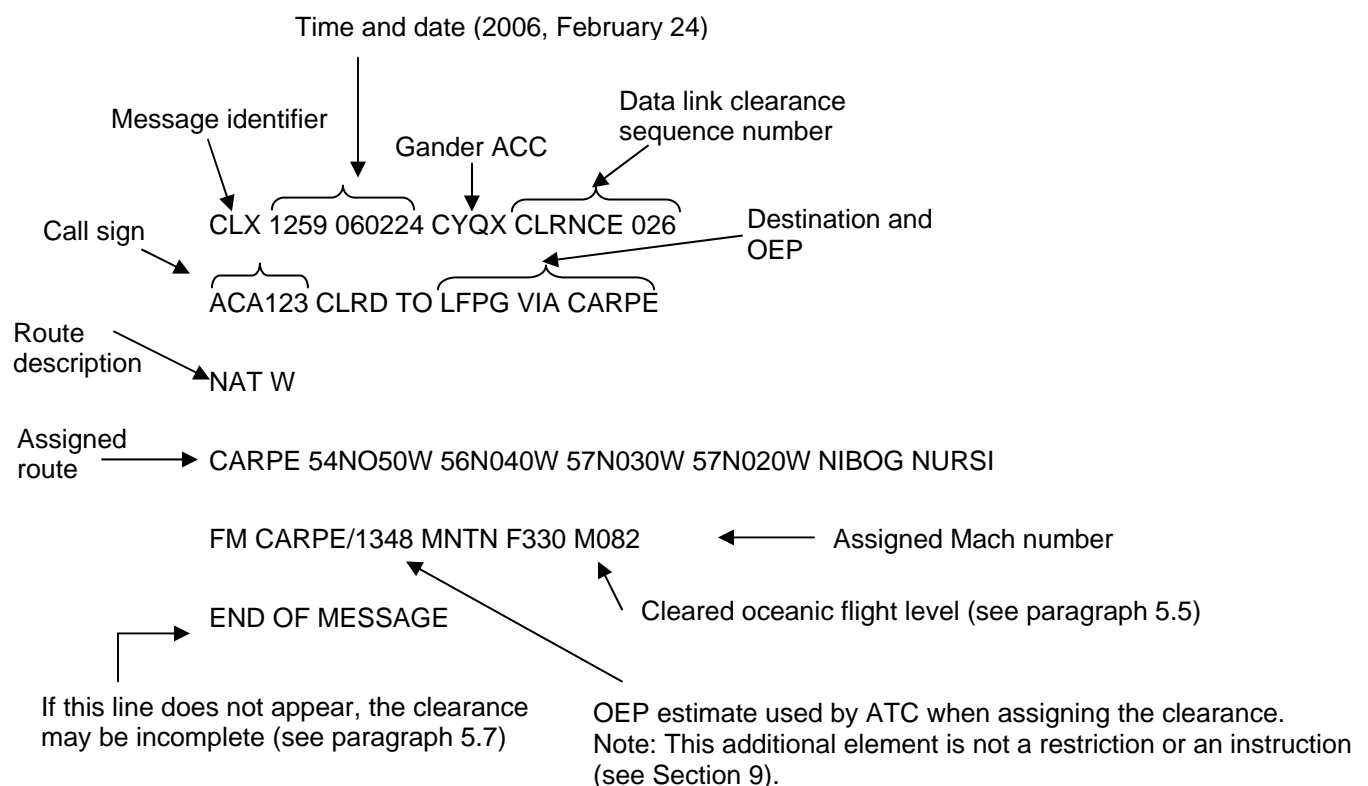 Time and date (2006, February 24)
Message identifier
Gander ACC
Data link clearance
sequence number
CLX 1259 060224 CYQX CLRNCE 026
Call sign
Destination and
OEP
ACA123 CLRD TO LFPG VIA CARPE
Route
description
NAT W
Assigned
route
CARPE 54NO50W 56N040W 57N030W 57N020W NIBOG NURSI
FM CARPE/1348 MNTN F330 M082
Assigned Mach number
END OF MESSAGE
Cleared oceanic flight level (see paragraph 5.5)
If this line does not appear, the clearance
may be incomplete (see paragraph 5.7)
OEP estimate used by ATC when assigning the clearance.
Note: This additional element is not a restriction or an instruction
(see Section 9).